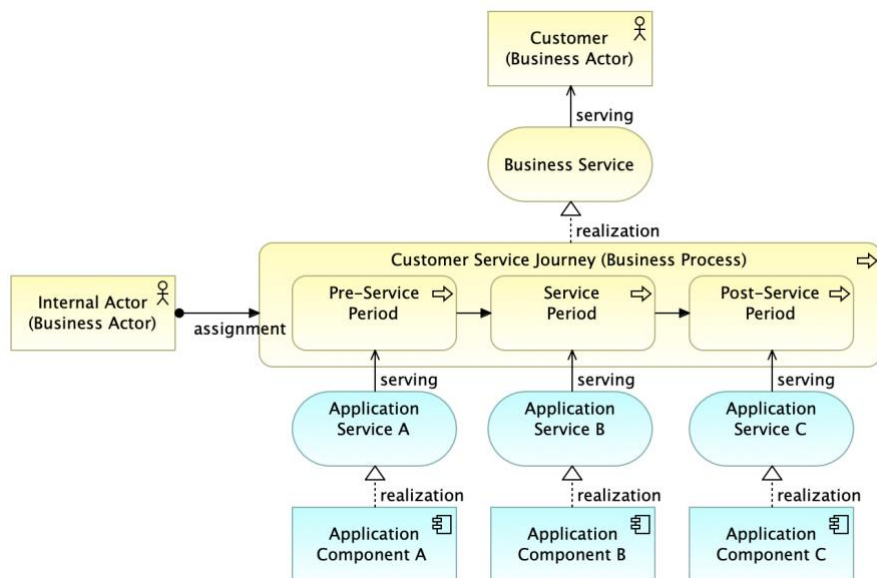 Customer
(Business Actor)
serving
Business Service
realization
Customer Service Journey (Business Process)
Internal Actor
(Business Actor)
assignment
Pre-Service
Period
Service
Period
Post-Service
Period
serving
serving
serving
Application
Service A
Application
Service B
Application
Service C
realization
realization
realization
Application
Component A
Application
Component B
Application
Component C